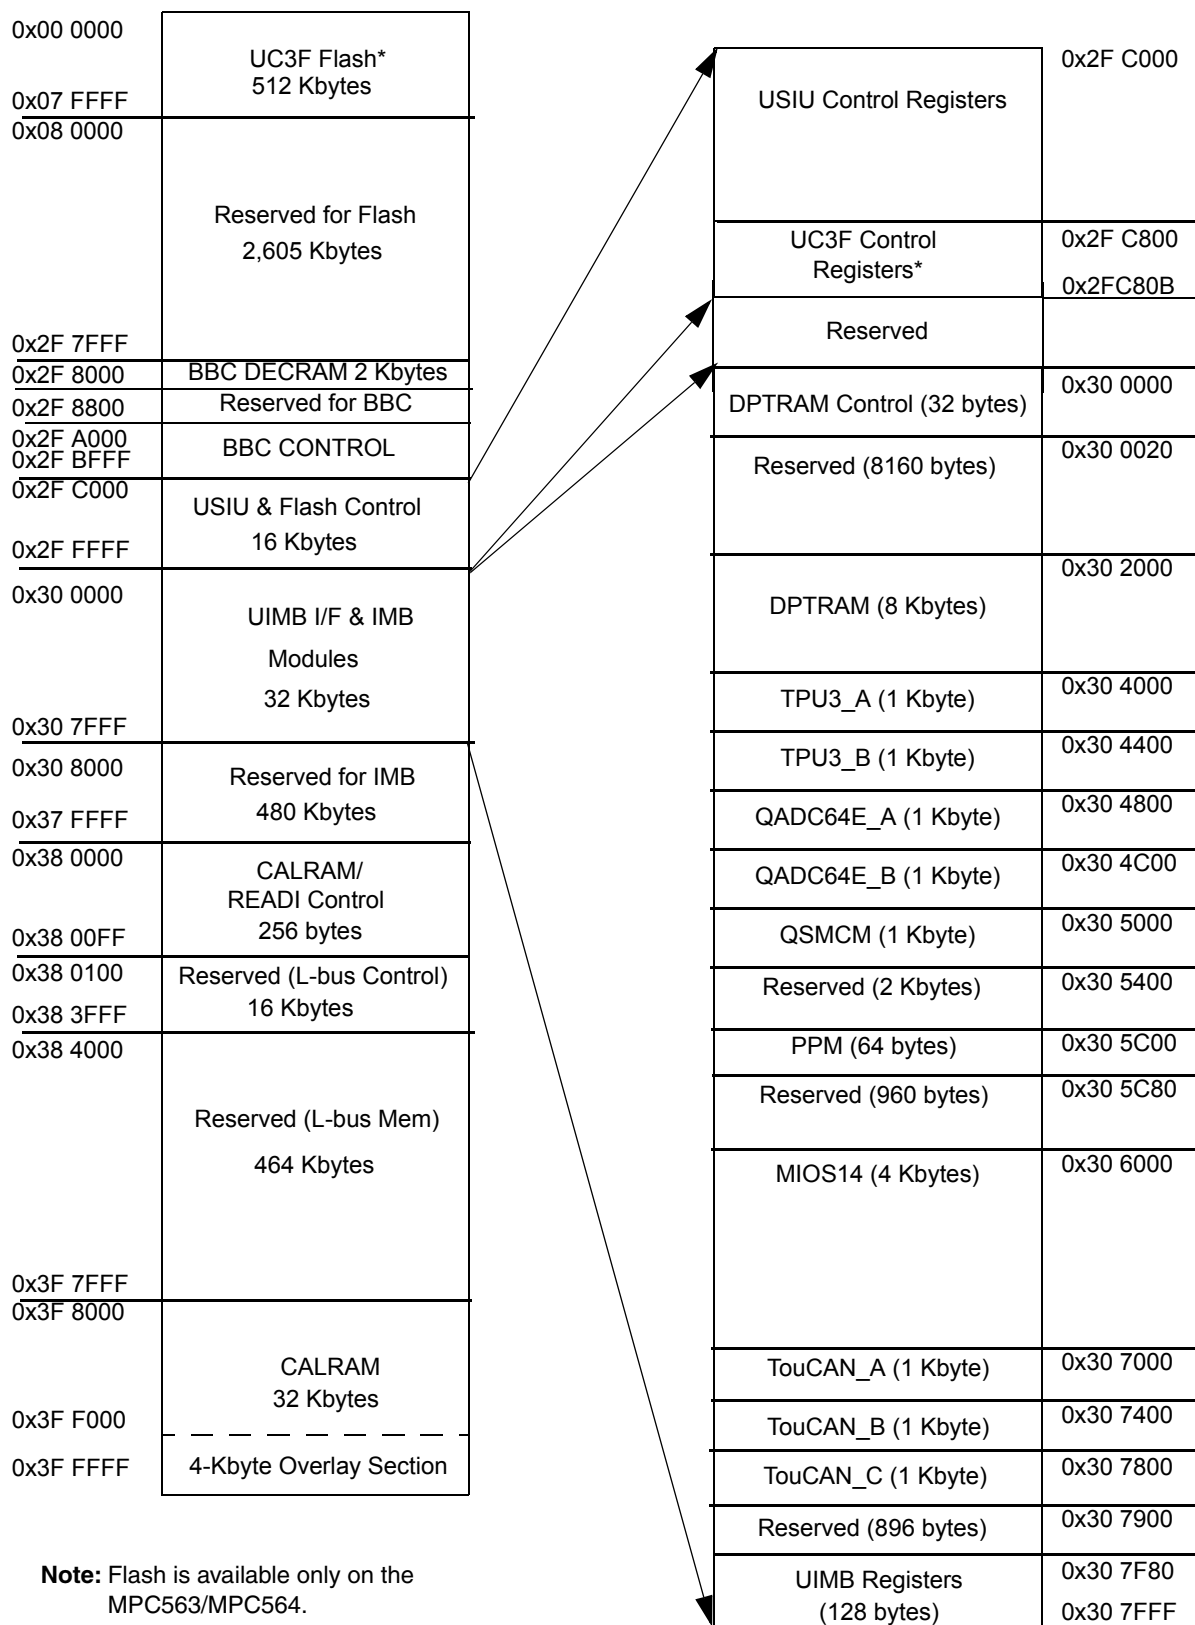 0x00 0000
UC3F Flash*
512 Kbytes
0x07 FFFF
0x08 0000
Reserved for Flash
2,605 Kbytes
0x2F 7FFF
0x2F 8000
BBC DECRAM 2 Kbytes
0x2F 8800
Reserved for BBC
0x2F A000
BBC CONTROL
0x2F BFFF
0x2F C000
USIU & Flash Control
16 Kbytes
0x2F FFFF
0x30 0000
UIMB I/F & IMB
Modules
32 Kbytes
0x30 7FFF
0x30 8000
Reserved for IMB
480 Kbytes
0x37 FFFF
0x38 0000
CALRAM/
READI Control
256 bytes
0x38 00FF
0x38 0100
Reserved (L-bus Control)
16 Kbytes
0x38 3FFF
0x38 4000
Reserved (L-bus Mem)
464 Kbytes
0x3F 7FFF
0x3F 8000
CALRAM
32 Kbytes
0x3F F000
4-Kbyte Overlay Section
0x3F FFFF
Note: Flash is available only on the
MPC563/MPC564.
0x2F C000
USIU Control Registers
UC3F Control
Registers*
0x2F C800
0x2FC80B
Reserved
DPTRAM Control (32 bytes)
0x30 0000
Reserved (8160 bytes)
0x30 0020
DPTRAM (8 Kbytes)
0x30 2000
TPU3_A (1 Kbyte)
0x30 4000
TPU3_B (1 Kbyte)
0x30 4400
QADC64E_A (1 Kbyte)
0x30 4800
QADC64E_B (1 Kbyte)
0x30 4C00
QSMCM (1 Kbyte)
0x30 5000
Reserved (2 Kbytes)
0x30 5400
PPM (64 bytes)
0x30 5C00
Reserved (960 bytes)
0x30 5C80
MIOS14 (4 Kbytes)
0x30 6000
TouCAN_A (1 Kbyte)
0x30 7000
TouCAN_B (1 Kbyte)
0x30 7400
TouCAN_C (1 Kbyte)
0x30 7800
Reserved (896 bytes)
0x30 7900
UIMB Registers
(128 bytes)
0x30 7F80
0x30 7FFF